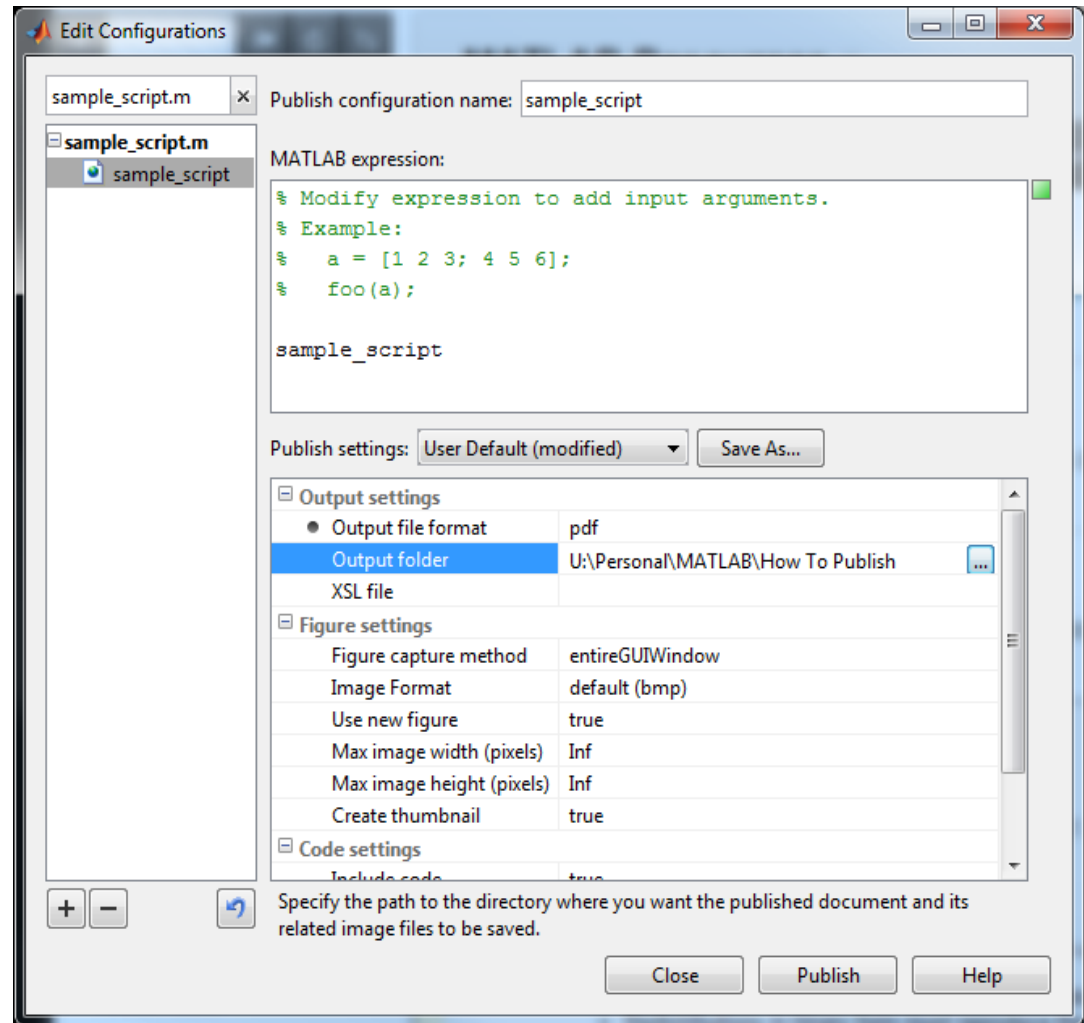 Edit Configurations
sample_script.m
Publish configuration name: sample_script
sample_script.m
sample_script
MATLAB expression:
% Modify expression to add input arguments.
% Example:
%   a = [1 2 3; 4 5 6];
%   foo(a);
sample_script
Publish settings: User Default (modified) Save As...
Output settings
Output file format pdf
Output folder U:\Personal\MATLAB\How To Publish ...
XSL file
Figure settings
Figure capture method entireGUIWindow
Image Format default (bmp)
Use new figure true
Max image width (pixels) Inf
Max image height (pixels) Inf
Create thumbnail true
Code settings
Include code true
Specify the path to the directory where you want the published document and its
related image files to be saved.
Close Publish Help